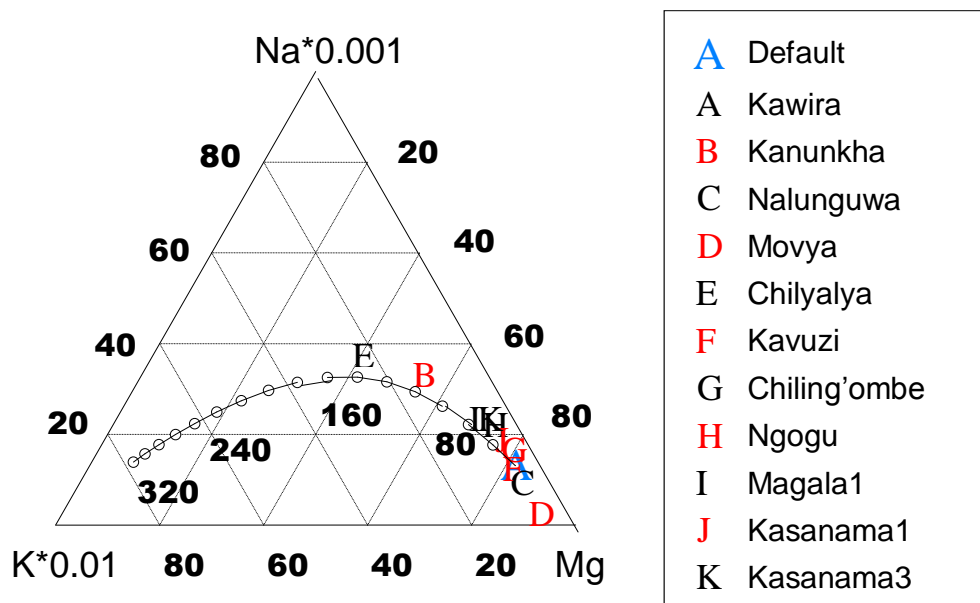 Na*0.001
80
20
60
40
40
60
20
80
E
B
160
I
K
H
J
240
80
G
A
F
320
C
D
K*0.01
80
60
40
20
Mg
A Default
A Kawira
B Kanunkha
C Nalunguwa
D Movya
E Chilyalya
F Kavuzi
G Chiling’ombe
H Ngogu
I Magala1
J Kasanama1
K Kasanama3